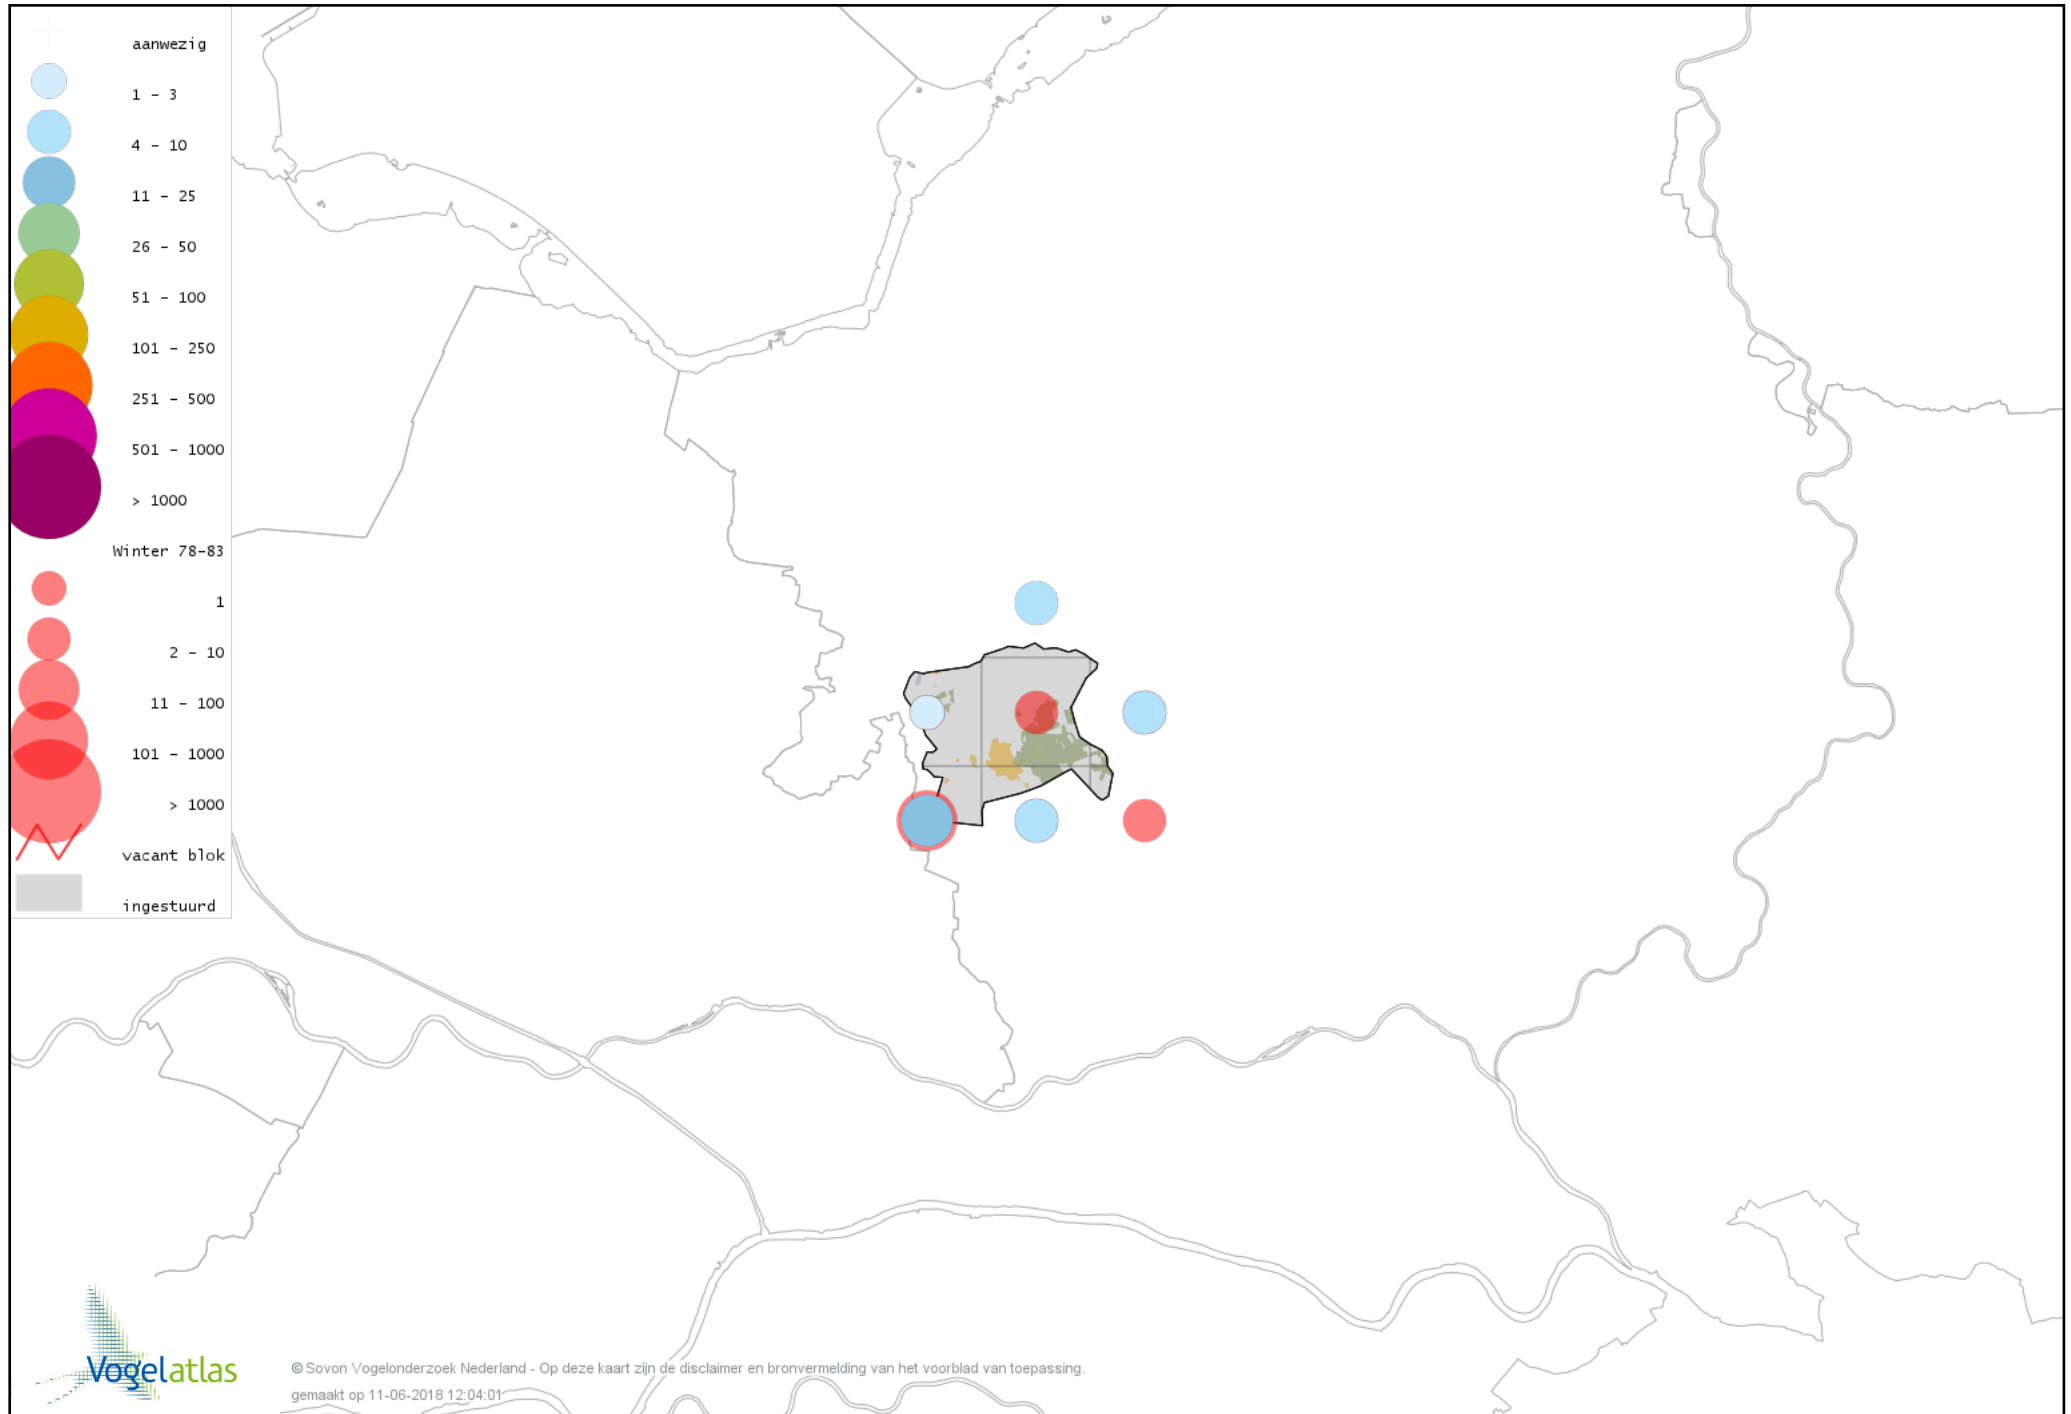 aanwezig
1 - 3
4 - 10
11 - 25
26 - 50
51 - 100
101 - 250
251 - 500
501 - 1000
> 1000
Winter 78-83
1
2 - 10
11 - 100
101 - 1000
> 1000
vacant blok
ingestuurd
Vogelatlas
© Sovon Vogelonderzoek Nederland - Op deze kaart zijn de disclaimer en bronvermelding van het voorblad van toepassing.
gemaakt op 11-06-2018 12:04:01